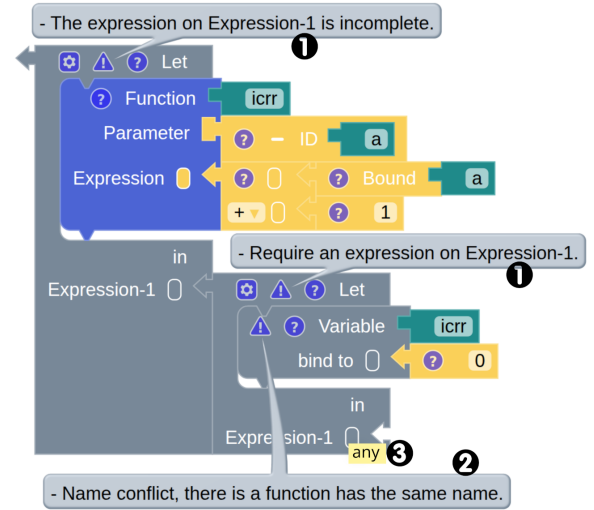 - The expression on Expression-1 is incomplete.
1
? Let
? Function icrr
Parameter ? - ID a
Expression ? ? Bound a
+ ? 1
in
- Require an expression on Expression-1.
1
Expression-1 ? Let
? Variable icrr
bind to ? 0
in
Expression-1
any 3
2
- Name conflict, there is a function has the same name.